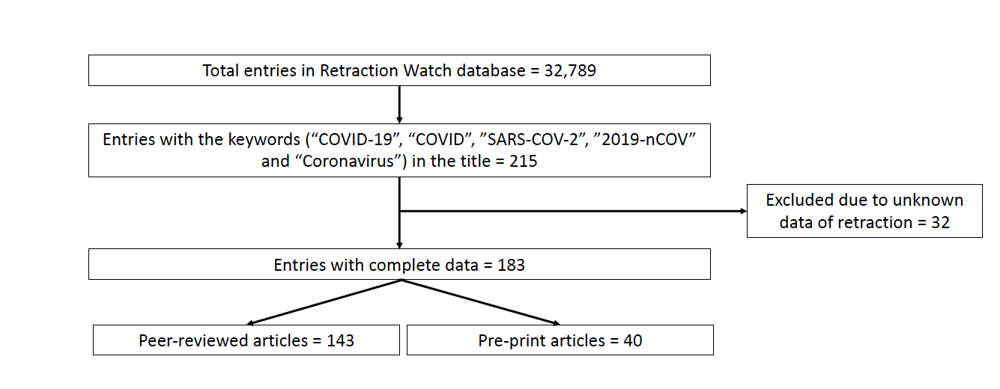 Total entries in Retraction Watch database = 32,789
Entries with the keywords (“COVID-19”, “COVID”, ”SARS-COV-2”, ”2019-nCOV”
and “Coronavirus”) in the title = 215
Excluded due to unknown
data of retraction = 32
Entries with complete data = 183
Peer-reviewed articles = 143
Pre-print articles = 40